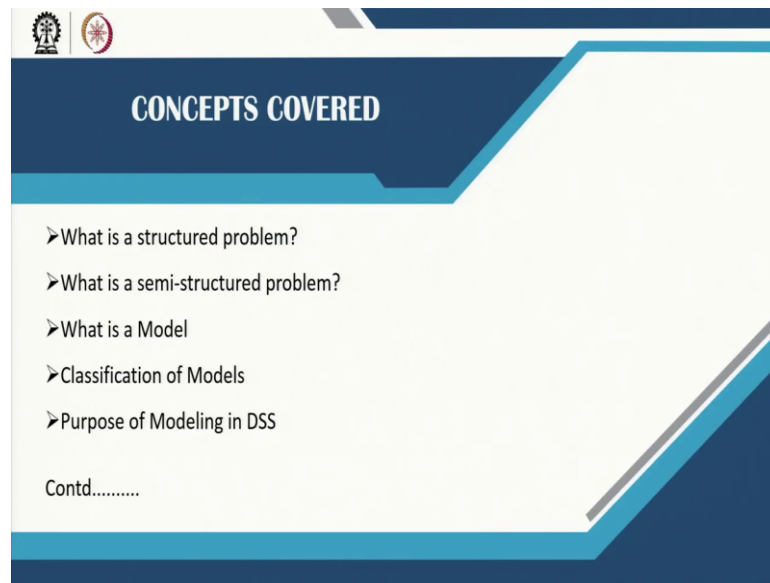 CONCEPTS COVERED
➢What is a structured problem?
➢What is a semi-structured problem?
➢What is a Model
➢Classification of Models
➢Purpose of Modeling in DSS
Contd..........